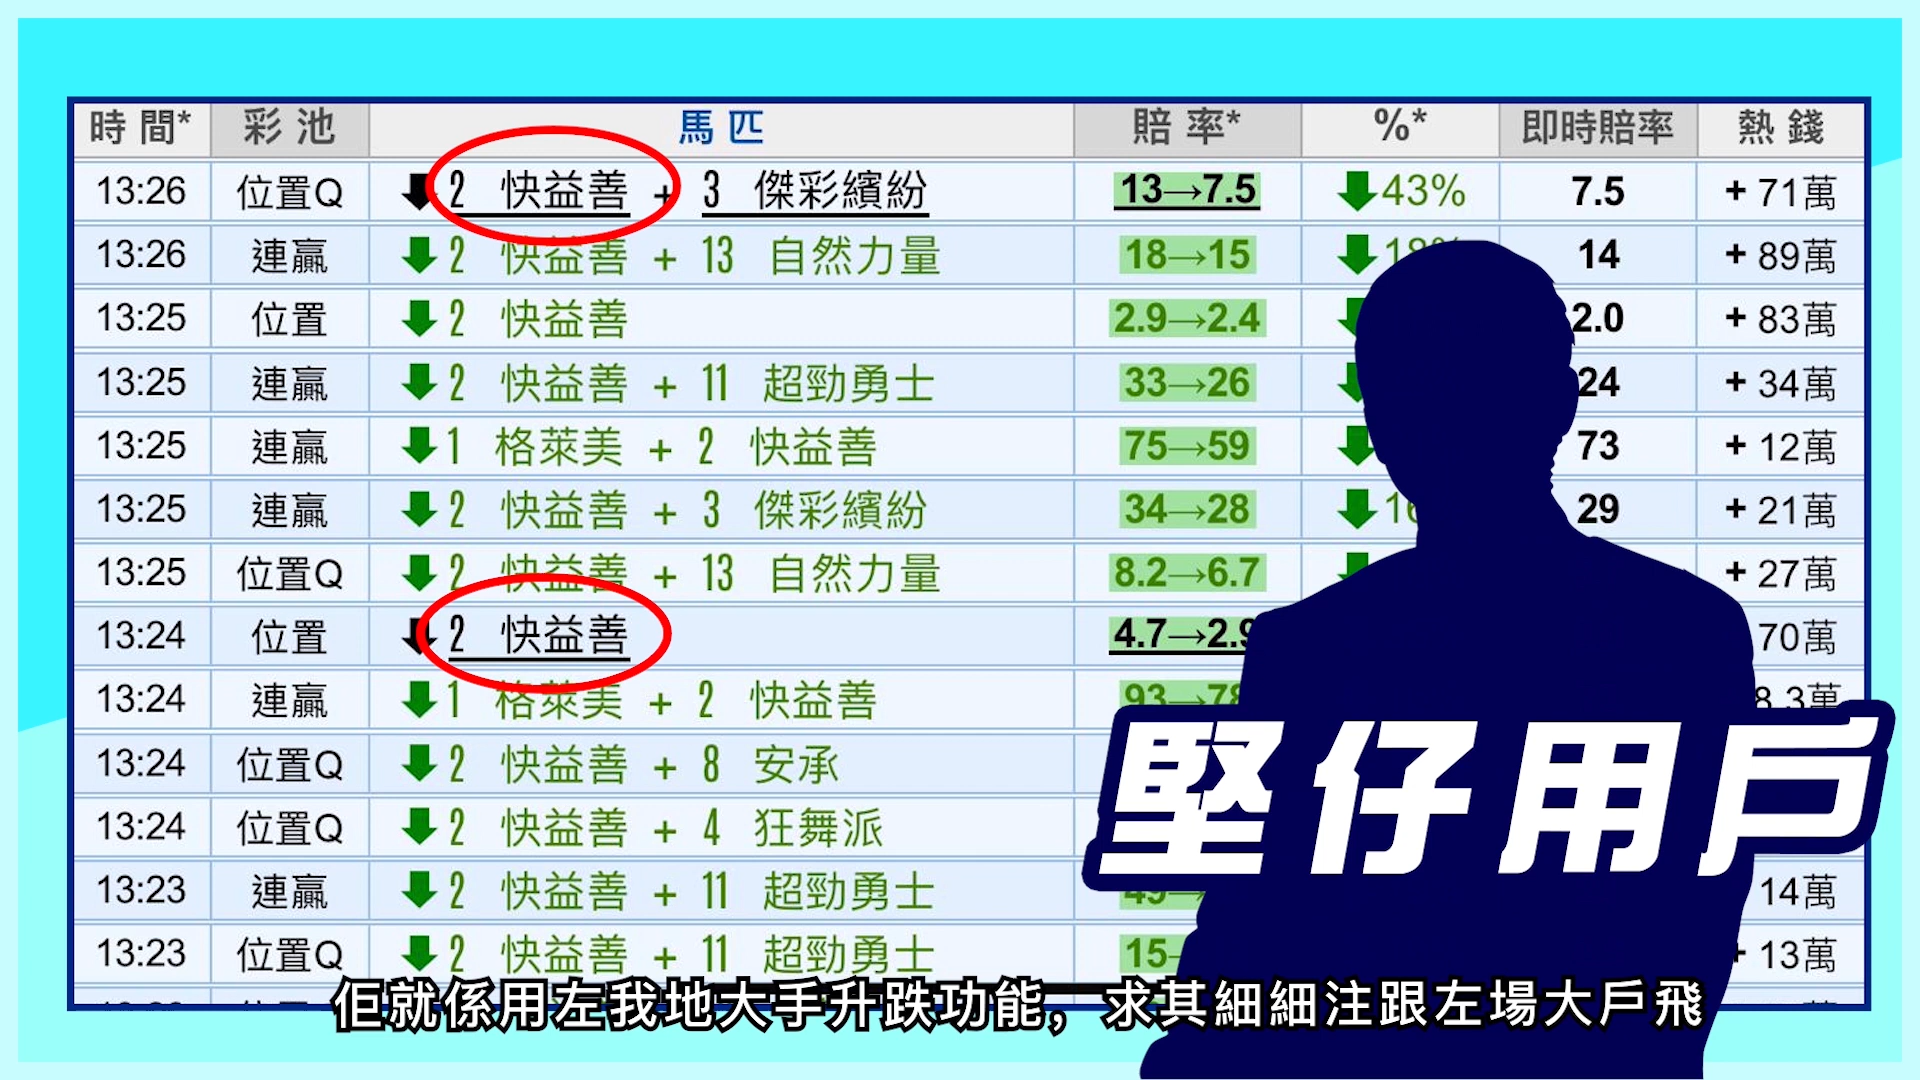 時間* 彩池 馬匹 賠率* %* 即時賠率 熱錢
13:26 位置Q 2 快益善 + 3 傑彩繽紛 13→7.5 43% 7.5 + 71萬
13:26 連贏 2 快益善 + 13 自然力量 18→15 14 + 89萬
13:25 位置 2 快益善 2.9→2.4 2.0 + 83萬
13:25 連贏 2 快益善 + 11 超勁勇士 33→26 24 + 34萬
13:25 連贏 1 格萊美 + 2 快益善 75→59 73 + 12萬
13:25 連贏 2 快益善 + 3 傑彩繽紛 34→28 29 + 21萬
13:25 位置Q 2 快益善 + 13 自然力量 8.2→6.7 + 27萬
13:24 位置 2 快益善 4.7→2.9 70萬
13:24 連贏 1 格萊美 + 2 快益善 93→78 8.3萬
13:24 位置Q 2 快益善 + 8 安承
13:24 位置Q 2 快益善 + 4 狂舞派
堅仔用戶
13:23 連贏 2 快益善 + 11 超勁勇士 14萬
13:23 位置Q 2 快益善 + 11 超勁勇士 15→ + 13萬
佢就係用左我地大手升跌功能，求其細細注跟左場大戶飛